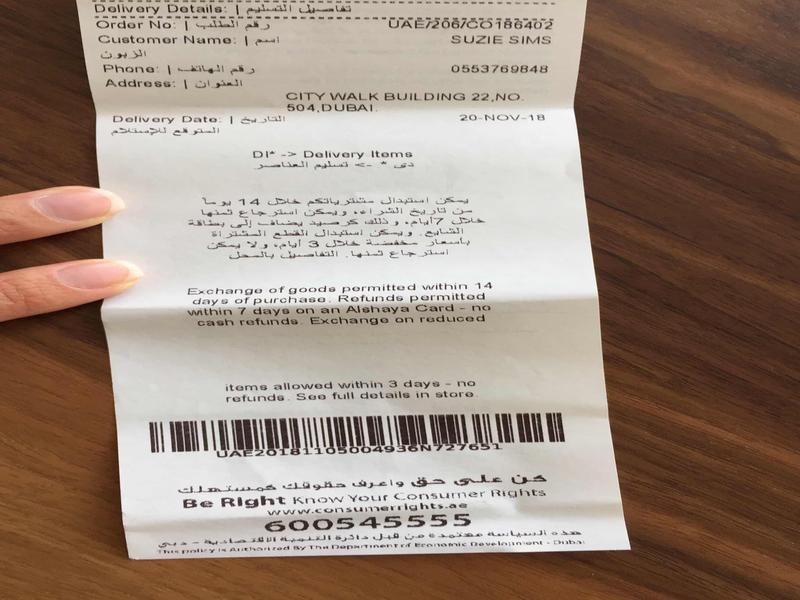 Delivery Details: | تفاصيل التسليم
Order No: | رقم الطلب UAE/206/CO186402
Customer Name: | اسم SUZIE SIMS
الزبون
Phone: | رقم الهاتف 0553769848
Address: | العنوان
CITY WALK BUILDING 22,NO.
504,DUBAI.
Delivery Date: | التاريخ 20-NOV-18
المتوقع للإستلام
DI* -> Delivery Items
دى * -> تسليم العناصر
يمكن استبدال مشترياتكم خلال 14 يوماً
من تاريخ الشراء، ويمكن استرجاع ثمنها
خلال 7أيام، وذلك كرصيد يضاف إلى بطاقة
الشايع. ويمكن استبدال القطع المشتراة
بأسعار مخفضة خلال 3 أيام، ولا يمكن
استرجاع ثمنها. التفاصيل بالمحل
Exchange of goods permitted within 14
days of purchase. Refunds permitted
within 7 days on an Alshaya Card - no
cash refunds. Exchange on reduced
items allowed within 3 days - no
refunds. See full details in store.
UAE20181105004936N727651
كن على حق واعرف حقوقك كمستهلك
Be Right Know Your Consumer Rights
www.consumerrights.ae
600545555
هذه السياسة معتمدة من قبل دائرة التنمية الاقتصادية - دبي
This policy is Authorized By The Department of Economic Development - Dubai